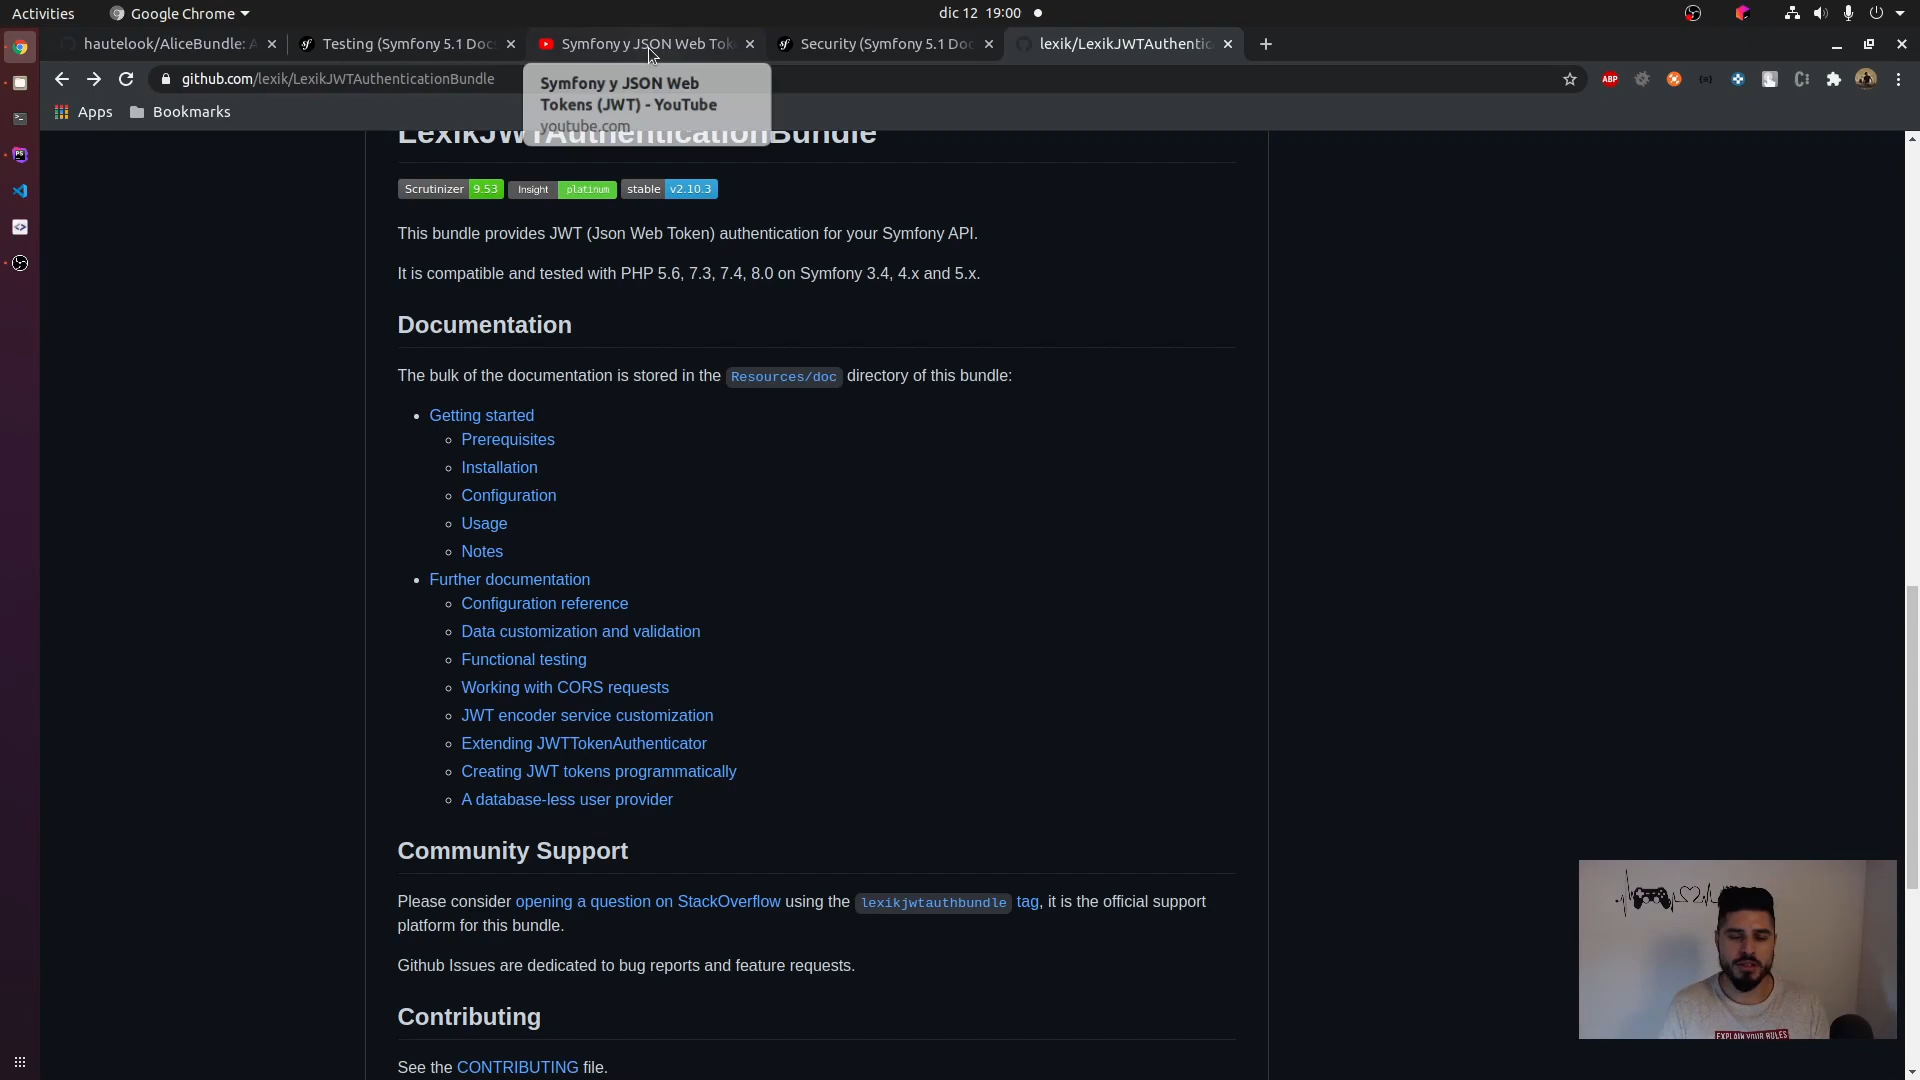 Activities
Google Chrome
dic 12 19:00
hautelook/AliceBundle: A
Testing (Symfony 5.1 Docs
Symfony y JSON Web Tok
Security (Symfony 5.1 Doc
lexik/LexikJWTAuthentic
github.com/lexik/LexikJWTAuthenticationBundle
ABP
Symfony y JSON Web
Tokens (JWT) - YouTube
youtube.com
Apps
Bookmarks
LexikJWTAuthenticationBundle
Scrutinizer 9.53 Insight platinum stable v2.10.3
This bundle provides JWT (Json Web Token) authentication for your Symfony API.
It is compatible and tested with PHP 5.6, 7.3, 7.4, 8.0 on Symfony 3.4, 4.x and 5.x.
Documentation
The bulk of the documentation is stored in the Resources/doc directory of this bundle:
Getting started
Prerequisites
Installation
Configuration
Usage
Notes
Further documentation
Configuration reference
Data customization and validation
Functional testing
Working with CORS requests
JWT encoder service customization
Extending JWTTokenAuthenticator
Creating JWT tokens programmatically
A database-less user provider
Community Support
Please consider opening a question on StackOverflow using the lexikjwtauthbundle tag, it is the official support
platform for this bundle.
Github Issues are dedicated to bug reports and feature requests.
Contributing
See the CONTRIBUTING file.
EXPLAIN YOUR RULES